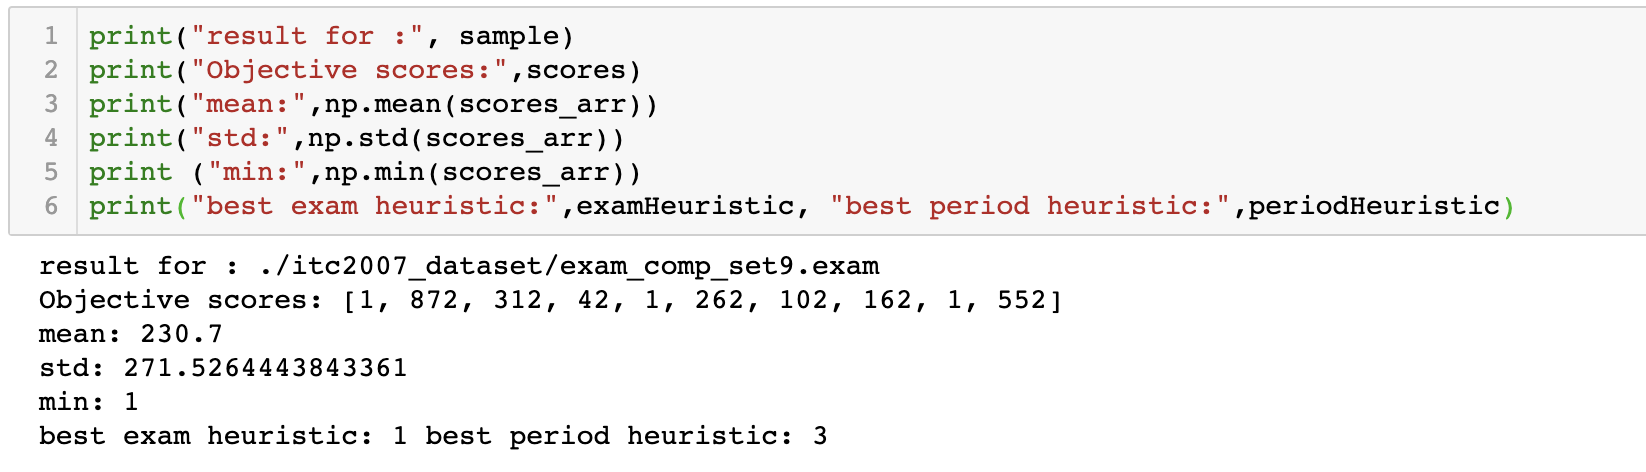 1 print("result for :", sample)
2 print("Objective scores:",scores)
3 print("mean:",np.mean(scores_arr))
4 print("std:",np.std(scores_arr))
5 print ("min:",np.min(scores_arr))
6 print("best exam heuristic:",examHeuristic, "best period heuristic:",periodHeuristic)
result for : ./itc2007_dataset/exam_comp_set9.exam
Objective scores: [1, 872, 312, 42, 1, 262, 102, 162, 1, 552]
mean: 230.7
std: 271.5264443843361
min: 1
best exam heuristic: 1 best period heuristic: 3